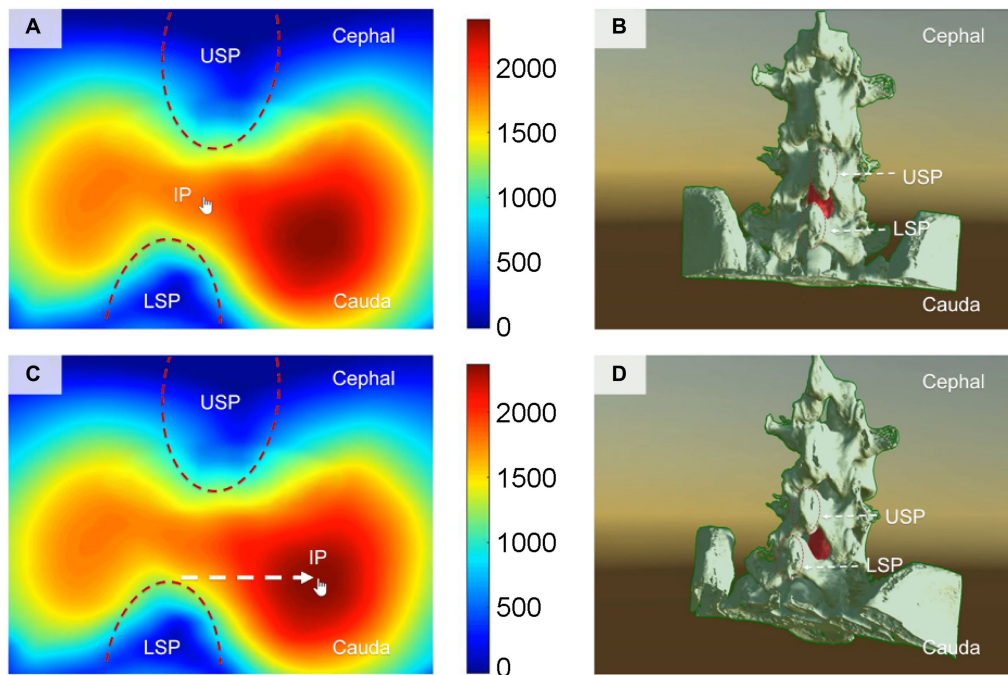 A
USP
Cephal
IP
LSP
Cauda
2000
1500
1000
500
0
B
Cephal
USP
LSP
Cauda
C
USP
Cephal
IP
LSP
Cauda
2000
1500
1000
500
0
D
Cephal
USP
LSP
Cauda